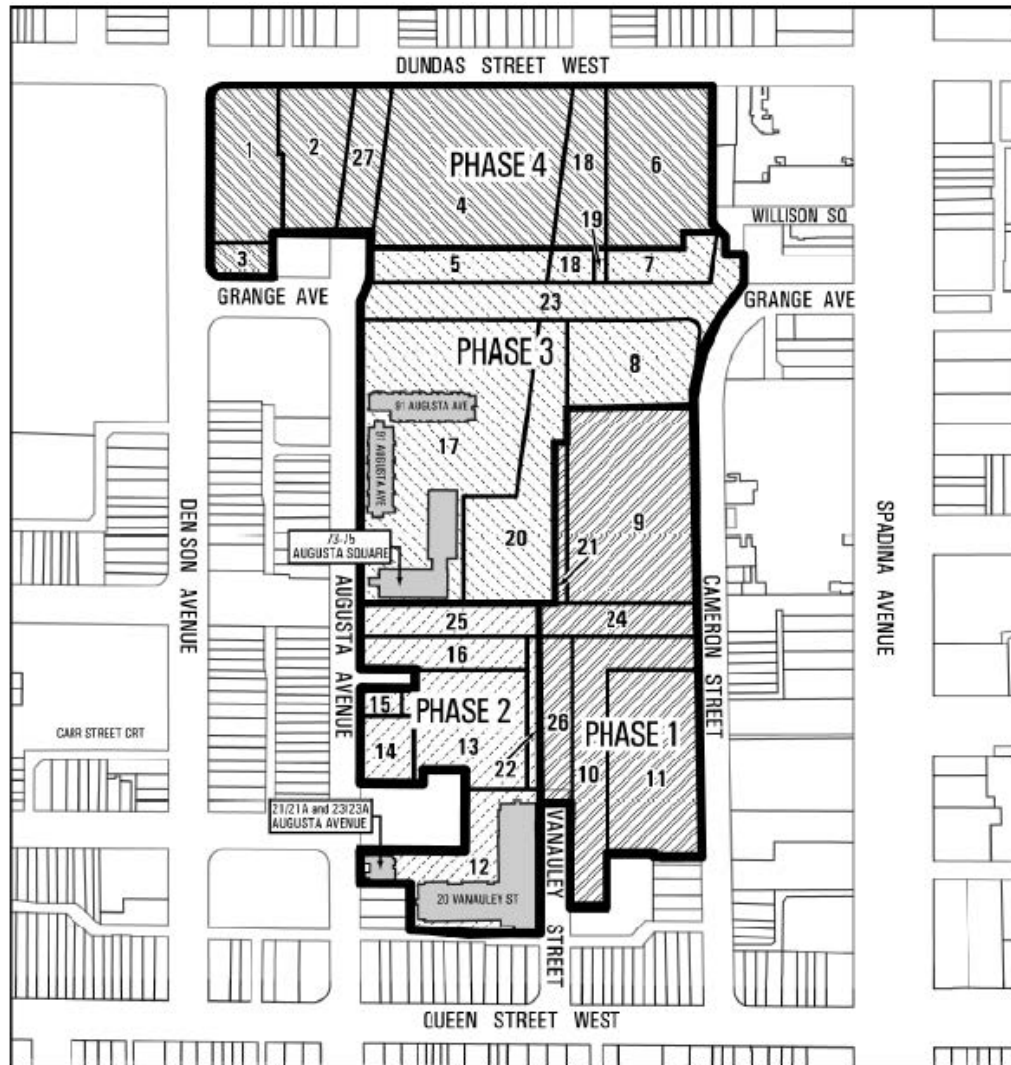 DUNDAS STREET WEST
1
2
27
PHASE 4
18
6
4
19
WILLISON SQ
3
5
18
7
GRANGE AVE
23
GRANGE AVE
PHASE 3
8
91 AUGUSTA AVE
91 AUGUSTA AVE
17
9
DENSON AVENUE
SPADINA AVENUE
73-75
AUGUSTA SQUARE
20
21
AUGUSTA AVENUE
CAMERON STREET
25
24
16
15
PHASE 2
26
PHASE 1
CARR STREET CRT
14
13
22
10
11
21/21A and 23/23A
AUGUSTA AVENUE
VANAULEY STREET
12
20 VANAULEY ST
QUEEN STREET WEST